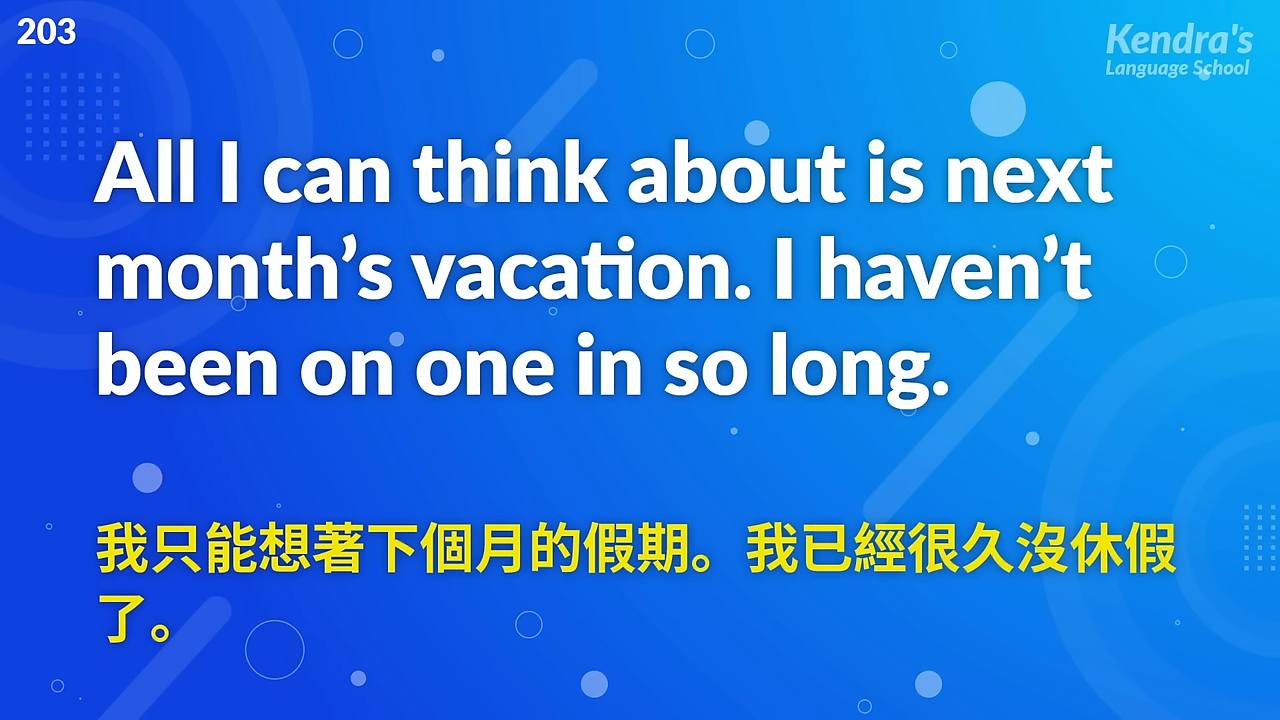 203
Kendra's
Language School
All I can think about is next
month’s vacation. I haven’t
been on one in so long.
我只能想著下個月的假期。我已經很久沒休假
了。